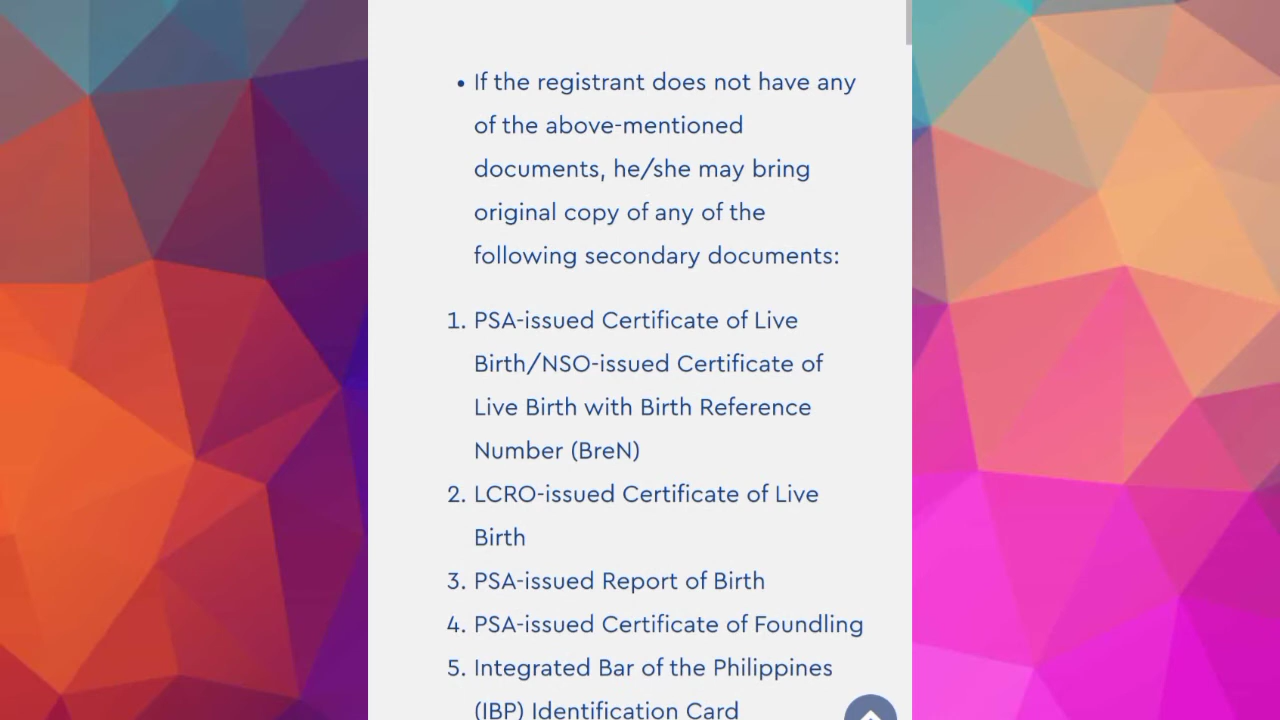 • If the registrant does not have any
of the above-mentioned
documents, he/she may bring
original copy of any of the
following secondary documents:
1. PSA-issued Certificate of Live
Birth/NSO-issued Certificate of
Live Birth with Birth Reference
Number (BreN)
2. LCRO-issued Certificate of Live
Birth
3. PSA-issued Report of Birth
4. PSA-issued Certificate of Foundling
5. Integrated Bar of the Philippines
(IBP) Identification Card